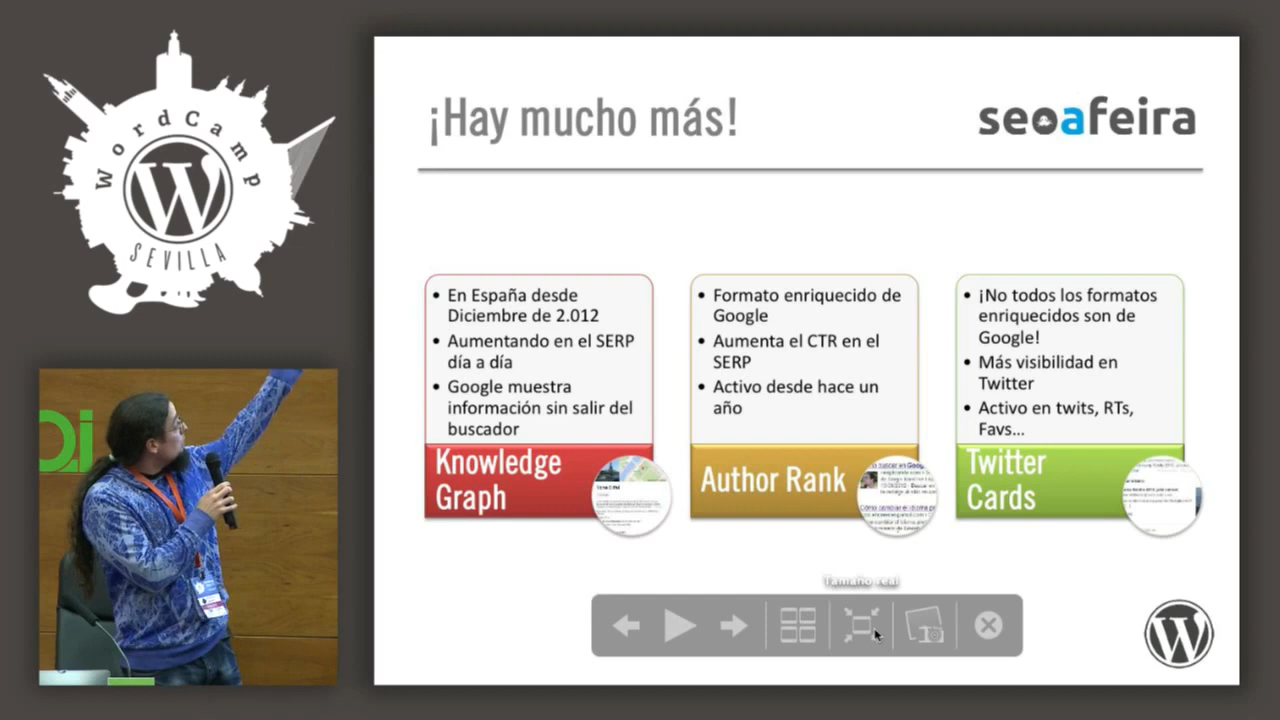 WordCamp
SEVILLA
¡Hay mucho más!
seoafeira
• En España desde
Diciembre de 2.012
• Aumentando en el SERP
día a día
• Google muestra
información sin salir del
buscador
Knowledge
Graph
• Formato enriquecido de
Google
• Aumenta el CTR en el
SERP
• Activo desde hace un
año
Author Rank
• ¡No todos los formatos
enriquecidos son de
Google!
• Más visibilidad en
Twitter
• Activo en twits, RTs,
Favs...
Twitter
Cards
Tamaño real